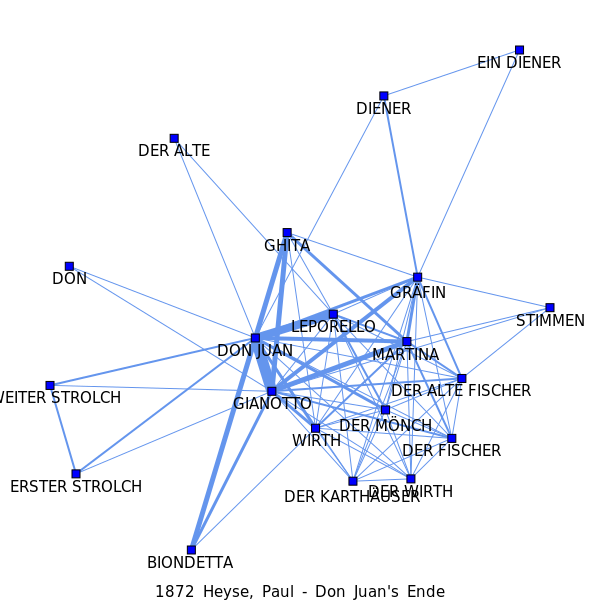 EIN DIENER
DIENER
DER ALTE
GHITA
DON
GRÄFIN
STIMMEN
LEPORELLO
DON JUAN
MARTINA
DER ALTE FISCHER
WEITER STROLCH
GIANOTTO
DER MÖNCH
WIRTH
DER FISCHER
ERSTER STROLCH
DER KARTHÄUSER
DER WIRTH
BIONDETTA
1872 Heyse, Paul - Don Juan's Ende